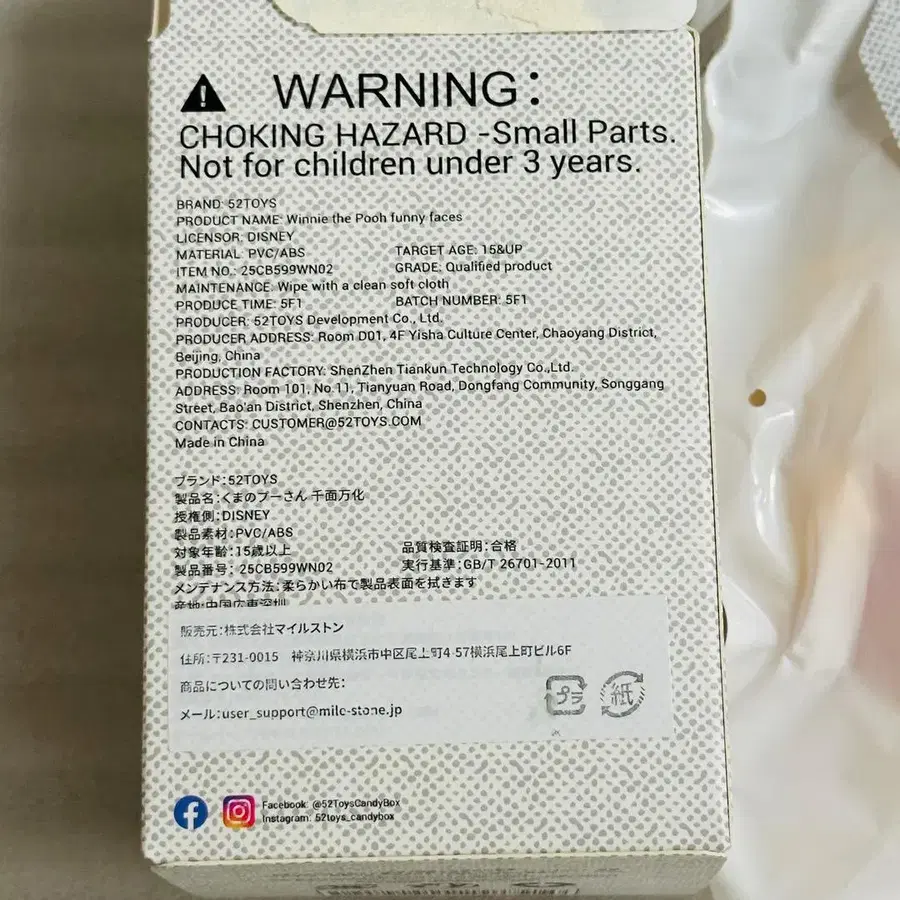 WARNING:
CHOKING HAZARD -Small Parts.
Not for children under 3 years.
BRAND: 52TOYS
PRODUCT NAME: Winnie the Pooh funny faces
LICENSOR: DISNEY
MATERIAL: PVC/ABS TARGET AGE: 15&UP
ITEM NO.: 25CB599WN02 GRADE: Qualified product
MAINTENANCE: Wipe with a clean soft cloth
PRODUCE TIME: 5F1 BATCH NUMBER: 5F1
PRODUCER: 52TOYS Development Co., Ltd.
PRODUCER ADDRESS: Room D01, 4F Yisha Culture Center, Chaoyang District,
Beijing, China
PRODUCTION FACTORY: ShenZhen Tiankun Technology Co.,Ltd.
ADDRESS: Room 101, No.11, Tianyuan Road, Dongfang Community, Songgang
Street, Bao'an District, Shenzhen, China
CONTACTS: CUSTOMER@52TOYS.COM
Made in China
ブランド:52TOYS
製品名:くまのプーさん 千面万化
授権側:DISNEY
製品素材:PVC/ABS
対象年齢:15歳以上 品質検査証明:合格
製品番号: 25CB599WN02 実行基準:GB/T 26701-2011
メンテナンス方法:柔らかい布で製品表面を拭きます
産地:中国広東深圳
販売元:株式会社マイルストン
住所:〒231-0015 神奈川県横浜市中区尾上町4-57横浜尾上町ビル6F
商品についての問い合わせ先:
メール:user_support@milc-stone.jp
プラ 紙
Facebook: @52ToysCandyBox
Instagram: 52toys_candybox